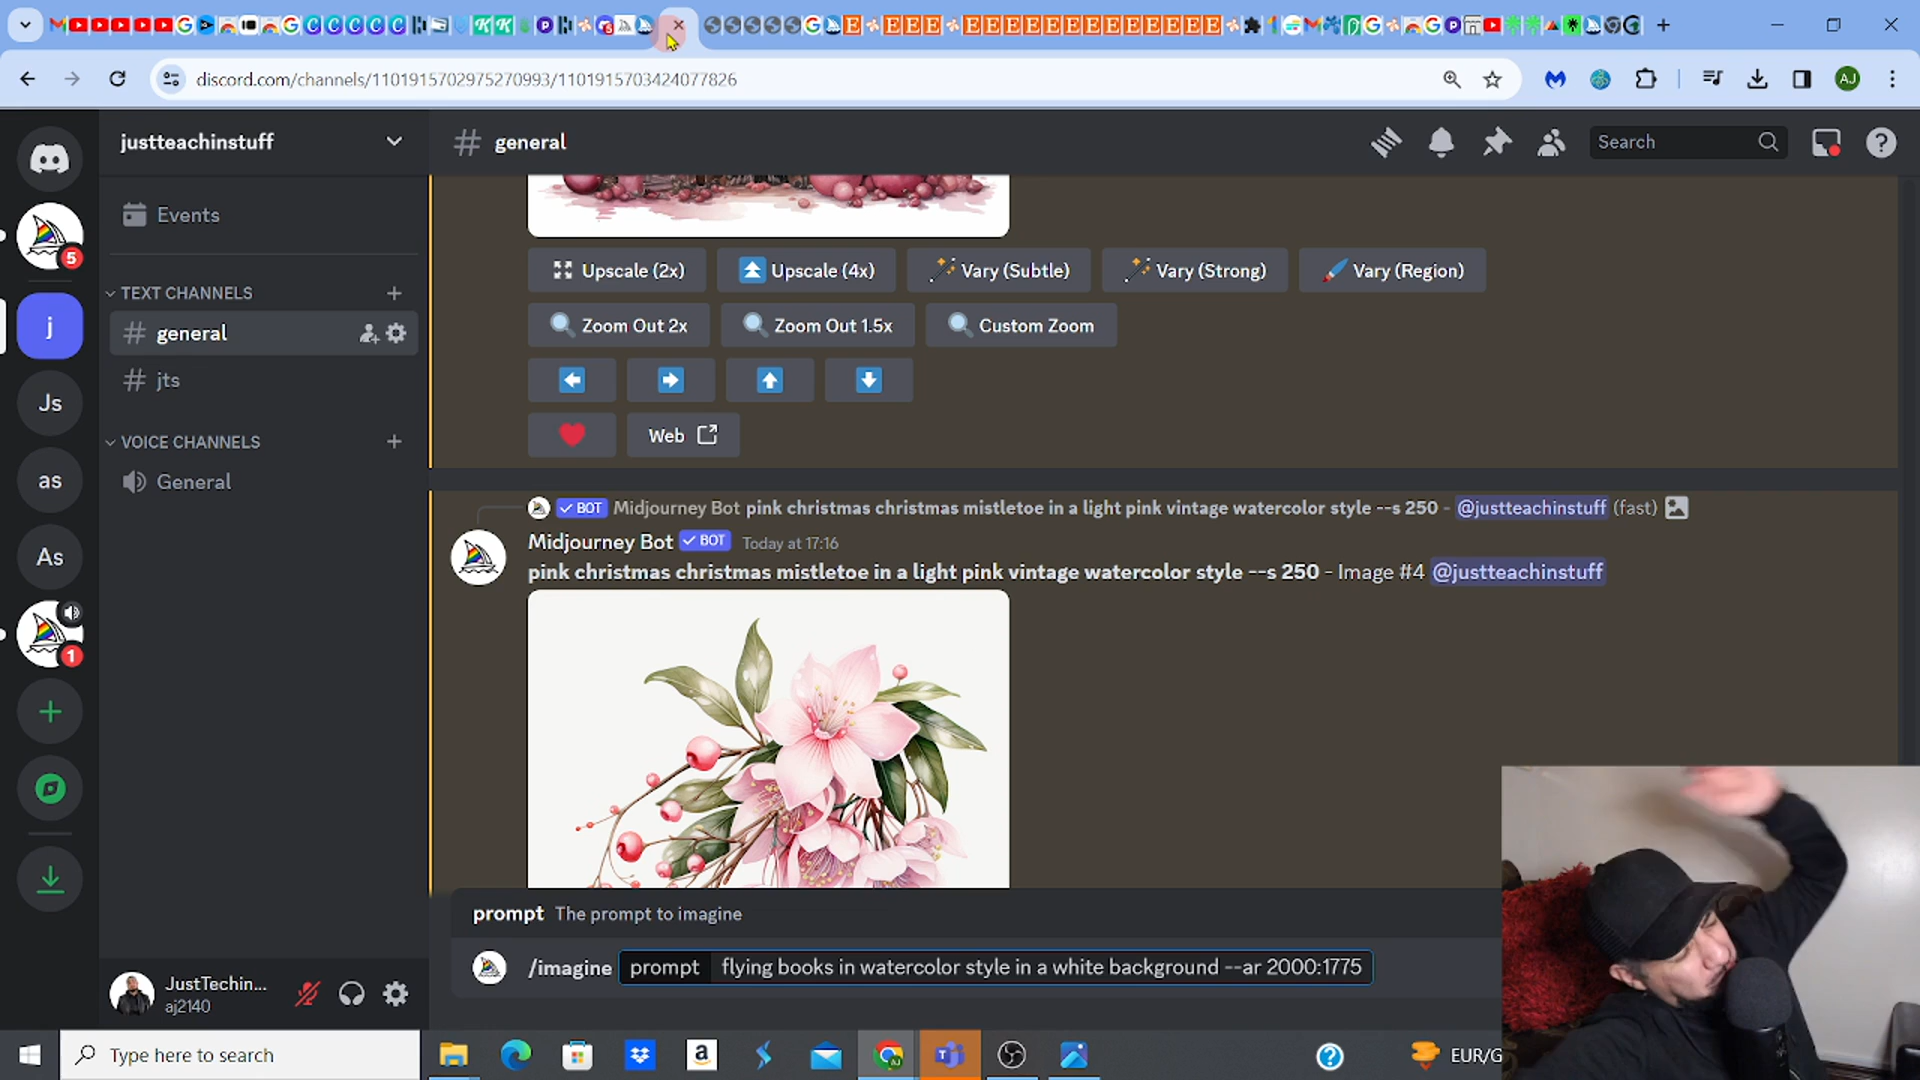 discord.com/channels/1101915702975270993/1101915703424077826
AJ
justteachinstuff
general
Search
Events
5
TEXT CHANNELS
general
jts
VOICE CHANNELS
General
j
Js
as
As
1
Upscale (2x)
Upscale (4x)
Vary (Subtle)
Vary (Strong)
Vary (Region)
Zoom Out 2x
Zoom Out 1.5x
Custom Zoom
Web
BOT Midjourney Bot pink christmas christmas mistletoe in a light pink vintage watercolor style --s 250 - @justteachinstuff (fast)
Midjourney Bot BOT Today at 17:16
pink christmas christmas mistletoe in a light pink vintage watercolor style --s 250 - Image #4 @justteachinstuff
prompt The prompt to imagine
/imagine prompt flying books in watercolor style in a white background --ar 2000:1775
JustTechin...
aj2140
Type here to search
EUR/G